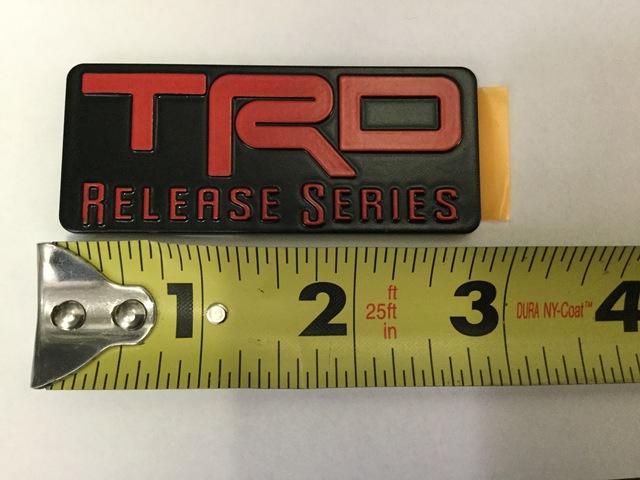 TRD
RELEASE SERIES
1 2 ft 3 DURA NY-Coat™ 4
25ft
in